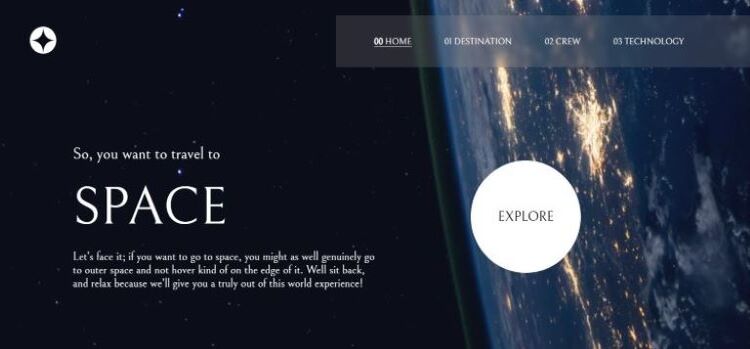 00 HOME 01 DESTINATION 02 CREW 03 TECHNOLOGY
So, you want to travel to
SPACE
EXPLORE
Let's face it; if you want to go to space, you might as well genuinely go
to outer space and not hover kind of on the edge of it. Well sit back,
and relax because we'll give you a truly out of this world experience!